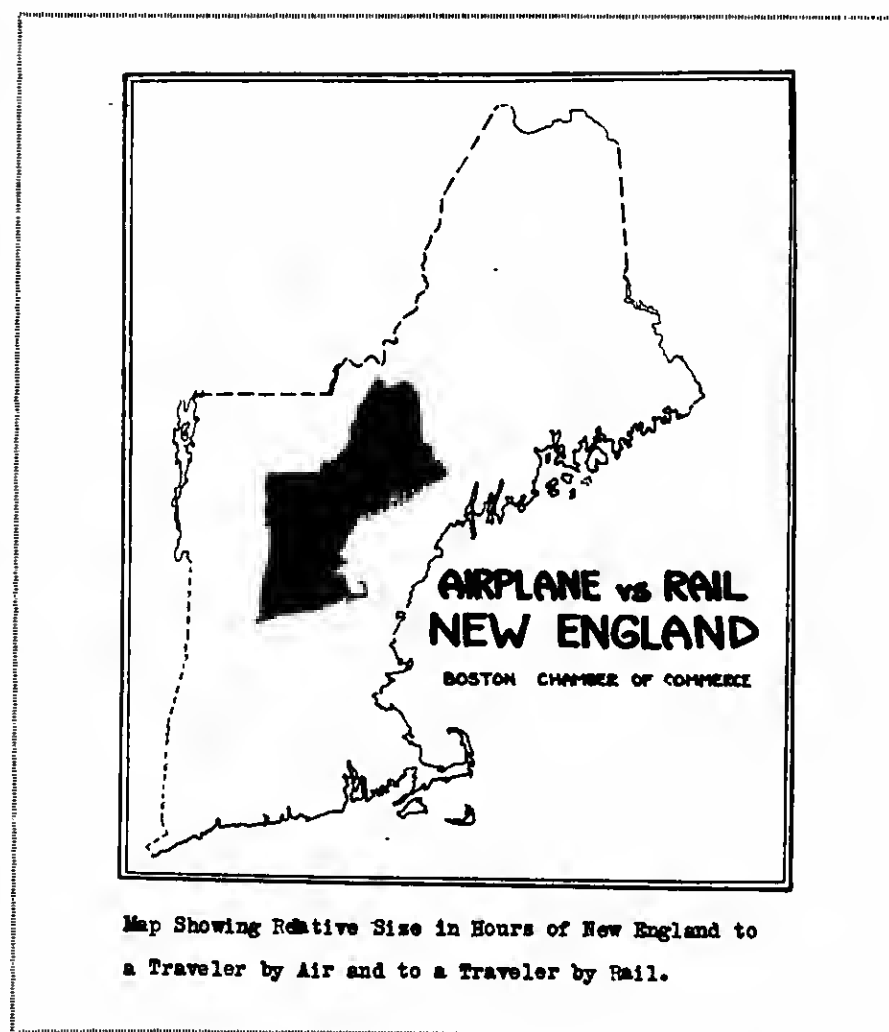 AIRPLANE vs RAIL
NEW ENGLAND
BOSTON CHAMBER OF COMMERCE
Map Showing Relative Size in Hours of New England to
a Traveler by Air and to a Traveler by Rail.